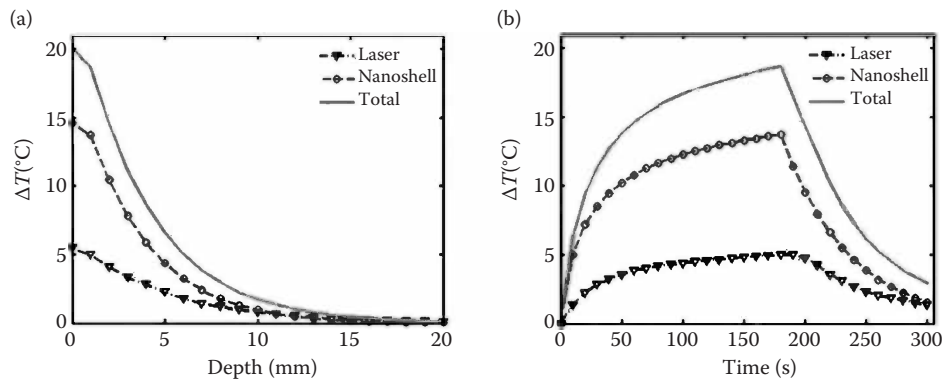 (a)
20
15
10
5
0
ΔT(°C)
Laser
Nanoshell
Total
0 5 10 15 20
Depth (mm)
(b)
20
15
10
5
0
ΔT(°C)
Laser
Nanoshell
Total
0 50 100 150 200 250 300
Time (s)